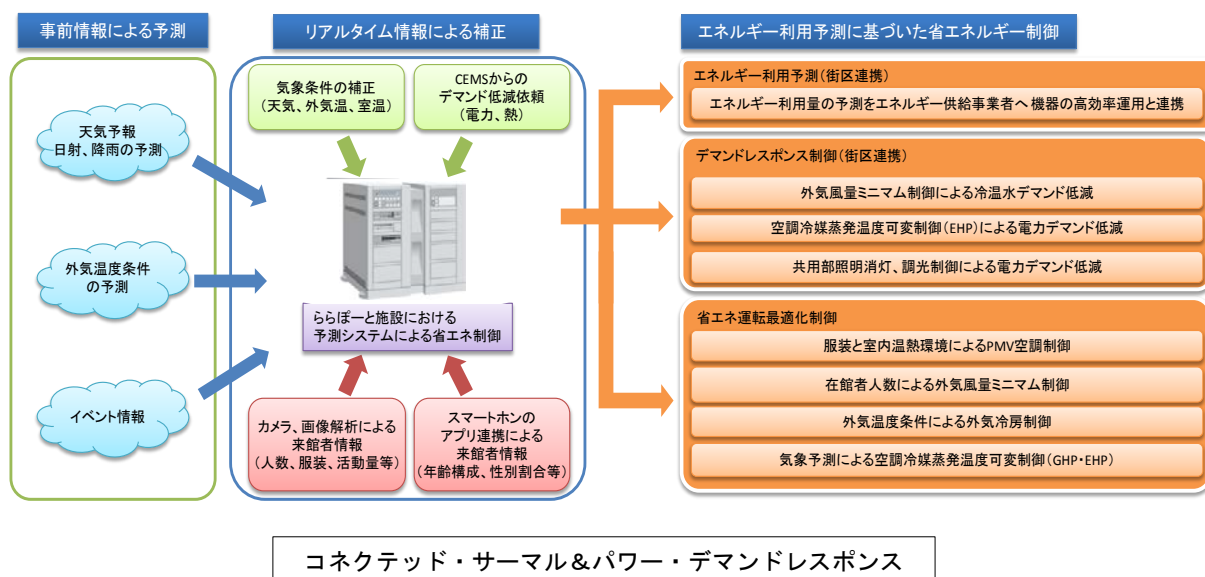 事前情報による予測
天気予報
日射、降雨の予測
外気温度条件
の予測
イベント情報
リアルタイム情報による補正
気象条件の補正
(天気、外気温、室温)
CEMSからの
デマンド低減依頼
(電力、熱)
ららぽーと施設における
予測システムによる省エネ制御
カメラ、画像解析による
来館者情報
(人数、服装、活動量等)
スマートホンの
アプリ連携による
来館者情報
(年齢構成、性別割合等)
エネルギー利用予測に基づいた省エネルギー制御
エネルギー利用予測(街区連携)
エネルギー利用量の予測をエネルギー供給事業者へ機器の高効率運用と連携
デマンドレスポンス制御(街区連携)
外気風量ミニマム制御による冷温水デマンド低減
空調冷媒蒸発温度可変制御(EHP)による電力デマンド低減
共用部照明消灯、調光制御による電力デマンド低減
省エネ運転最適化制御
服装と室内温熱環境によるPMV空調制御
在館者人数による外気風量ミニマム制御
外気温度条件による外気冷房制御
気象予測による空調冷媒蒸発温度可変制御(GHP・EHP)
コネクテッド・サーマル&パワー・デマンドレスポンス